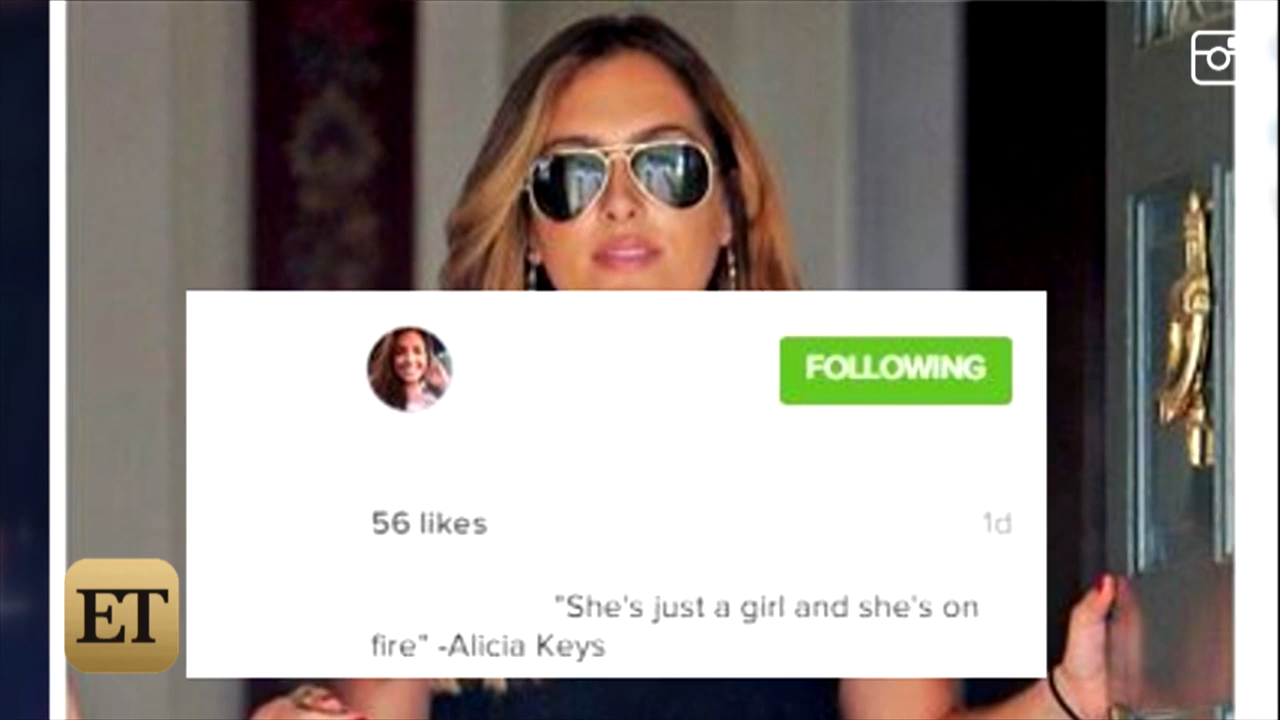 FOLLOWING
56 likes
1d
"She's just a girl and she's on
fire" -Alicia Keys
ET